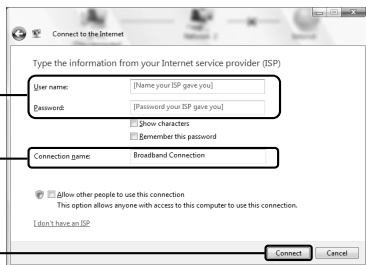 Connect to the Internet
Type the information from your Internet service provider (ISP)
User name:
[Name your ISP gave you]
Password:
[Password your ISP gave you]
Show characters
Remember this password
Connection name:
Broadband Connection
Allow other people to use this connection
This option allows anyone with access to this computer to use this connection.
I don't have an ISP
Connect
Cancel